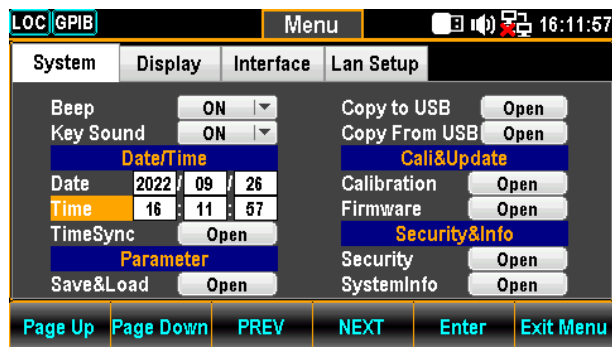 LOC GPIB Menu 16:11:57
System Display Interface Lan Setup
Beep ON Copy to USB Open
Key Sound ON Copy From USB Open
Date/Time Cali&Update
Date 2022 / 09 / 26 Calibration Open
Time 16 : 11 : 57 Firmware Open
TimeSync Open Security&Info
Parameter Security Open
Save&Load Open SystemInfo Open
Page Up Page Down PREV NEXT Enter Exit Menu